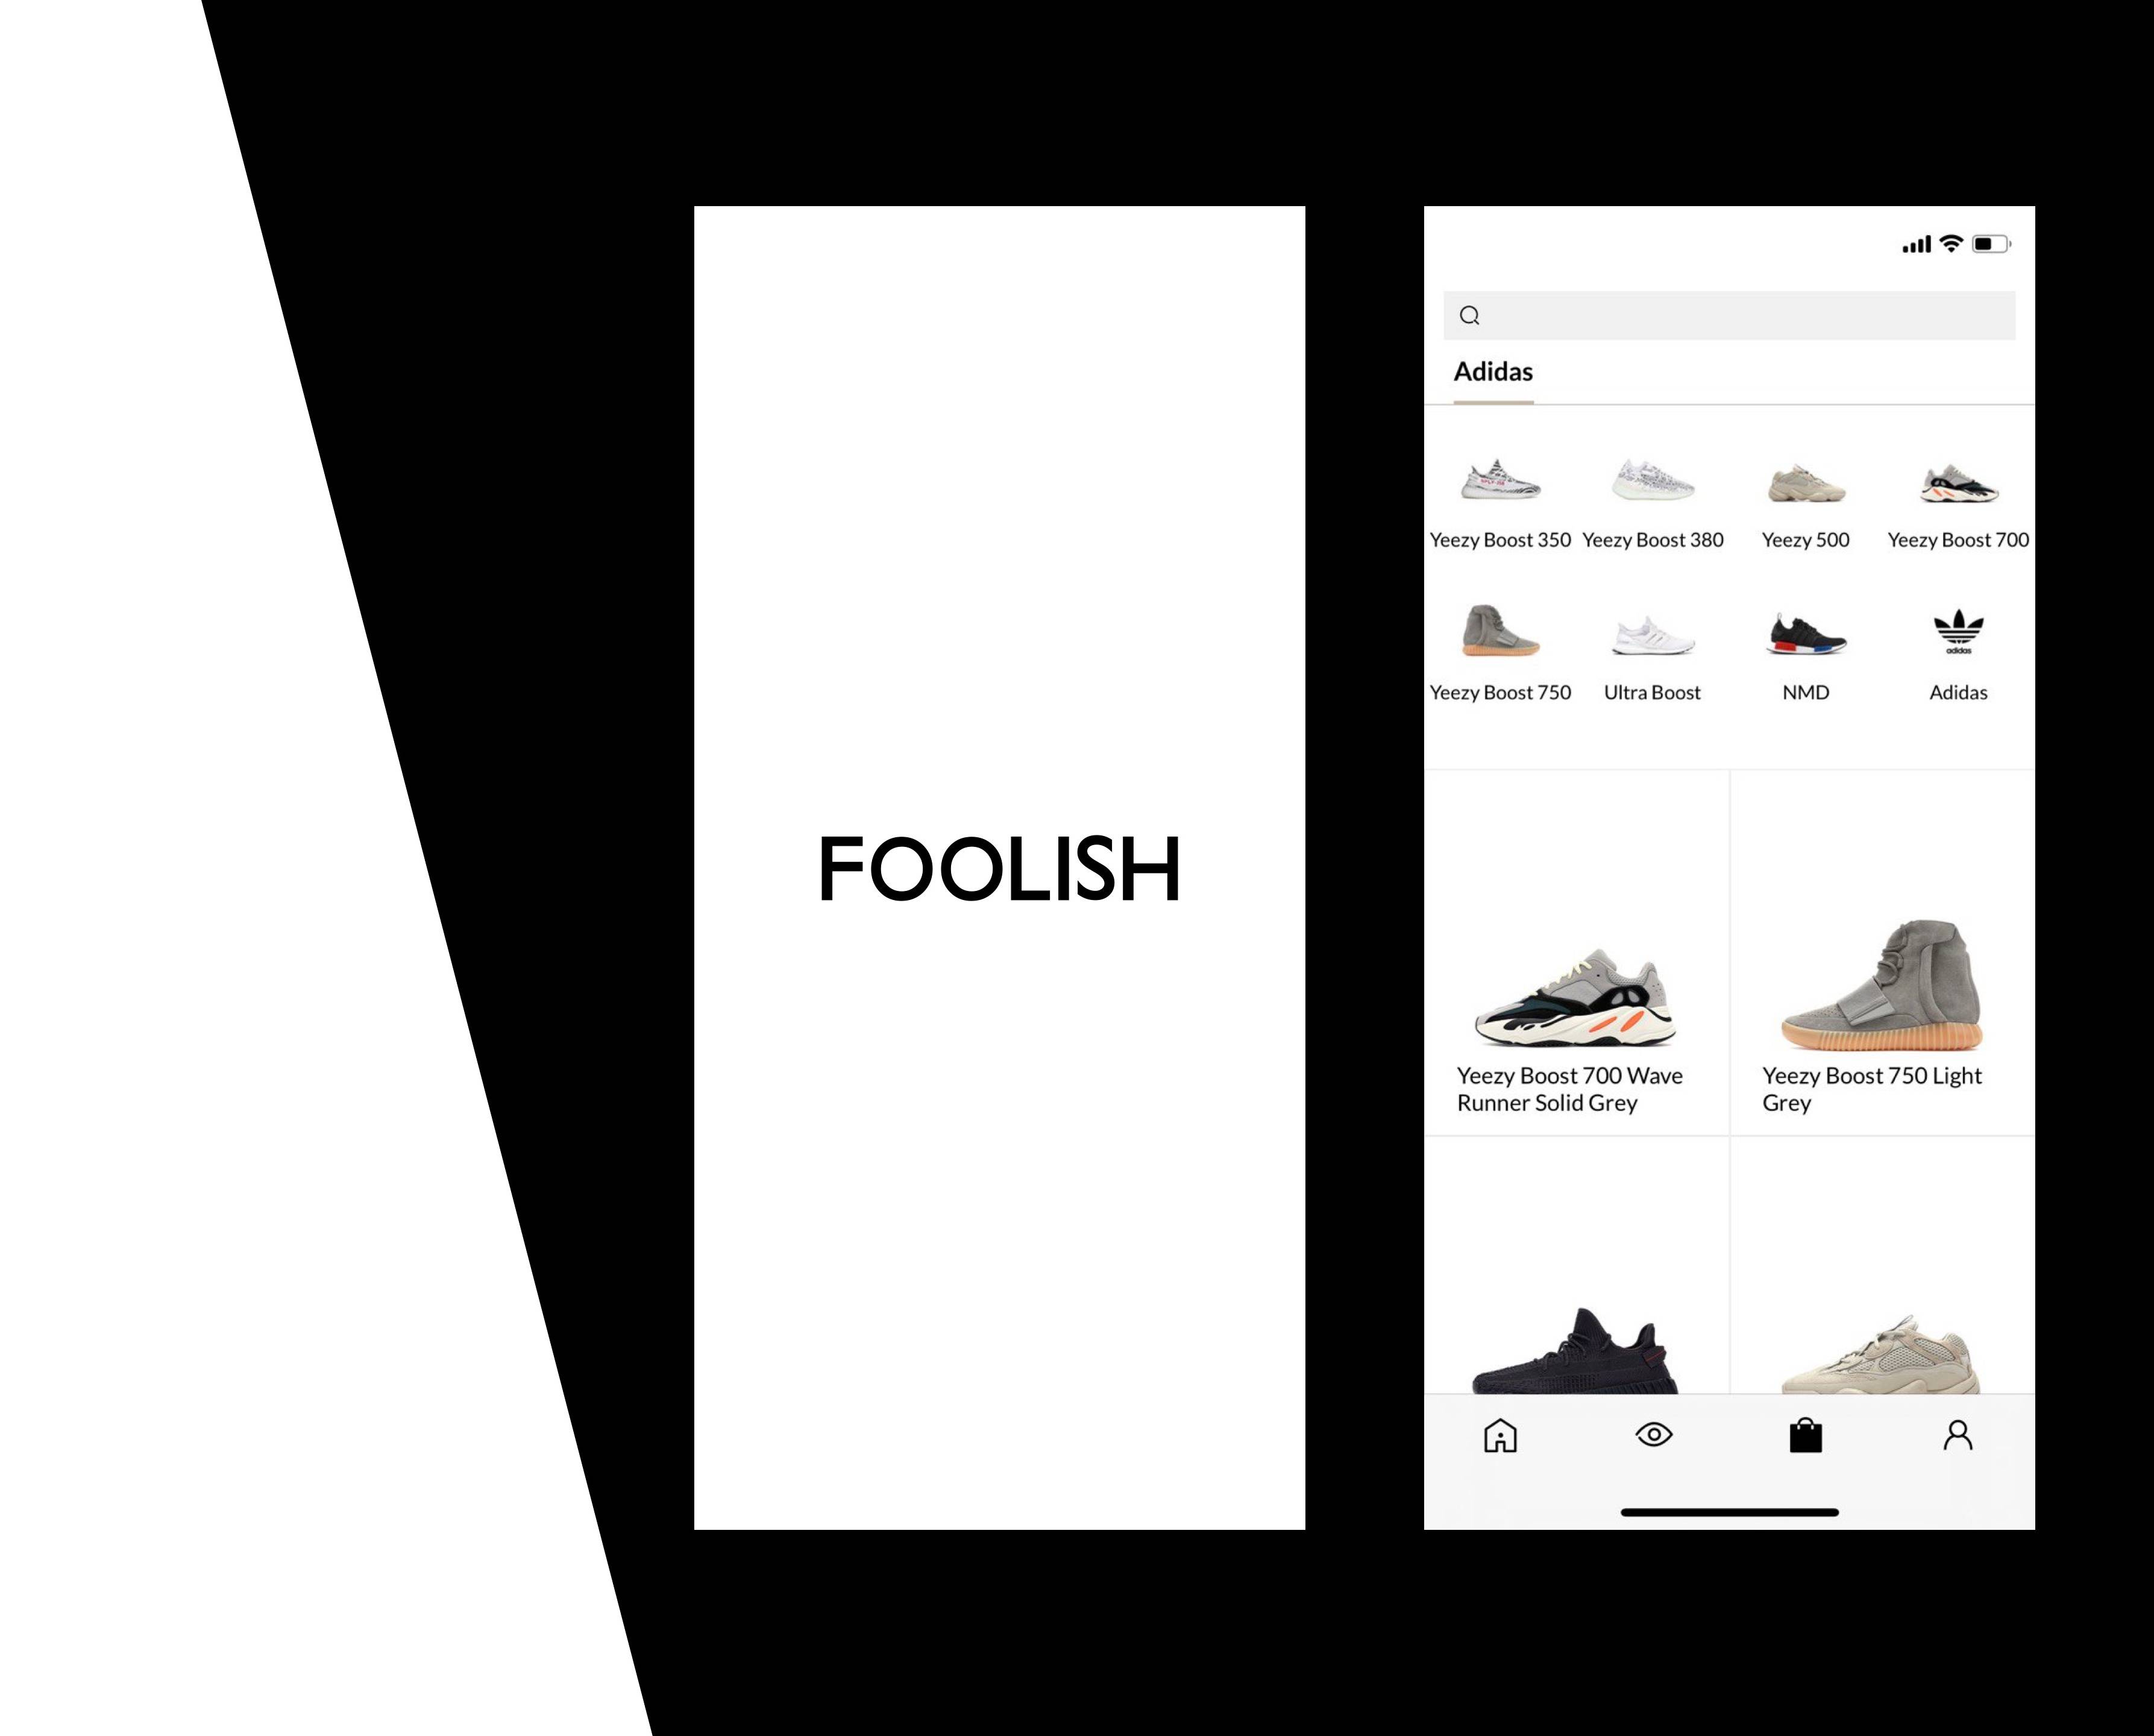 FOOLISH
Adidas
Yeezy Boost 350 Yeezy Boost 380 Yeezy 500 Yeezy Boost 700
adidas
Yeezy Boost 750 Ultra Boost NMD Adidas
Yeezy Boost 700 Wave
Runner Solid Grey
Yeezy Boost 750 Light
Grey